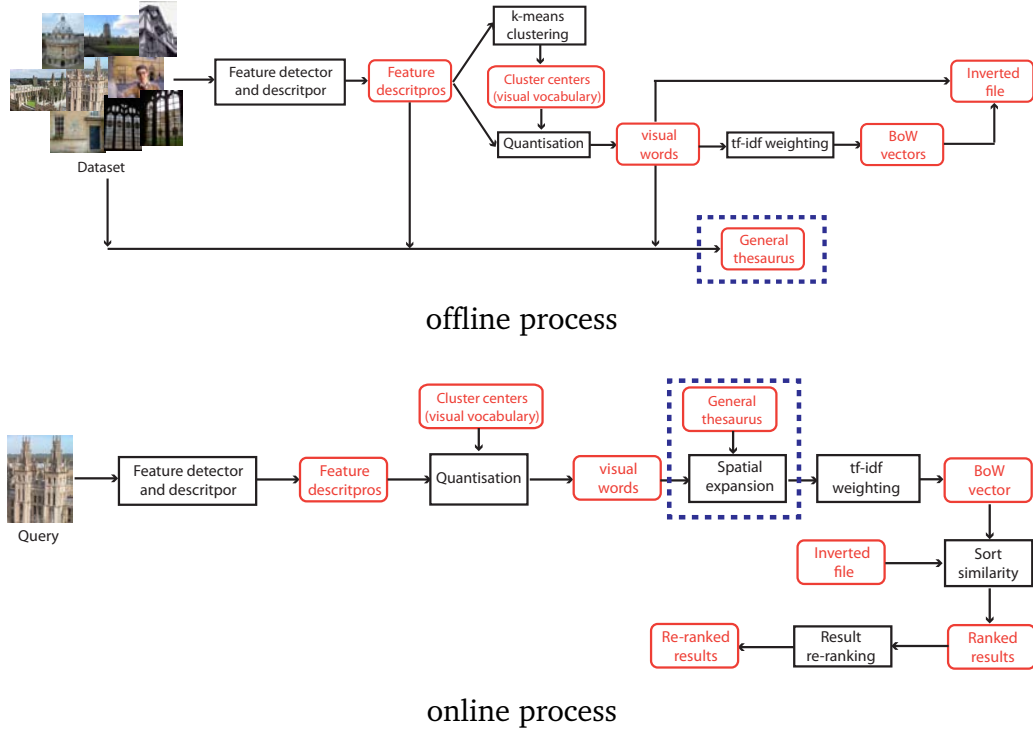 k-means
clustering
Feature detector
and descritpor
Feature
descritpros
Cluster centers
(visual vocabulary)
Inverted
file
Quantisation
visual
words
tf-idf weighting
BoW
vectors
Dataset
General
thesaurus
offline process
Cluster centers
(visual vocabulary)
General
thesaurus
Feature detector
and descritpor
Feature
descritpros
Quantisation
visual
words
Spatial
expansion
tf-idf
weighting
BoW
vector
Query
Inverted
file
Sort
similarity
Re-ranked
results
Result
re-ranking
Ranked
results
online process